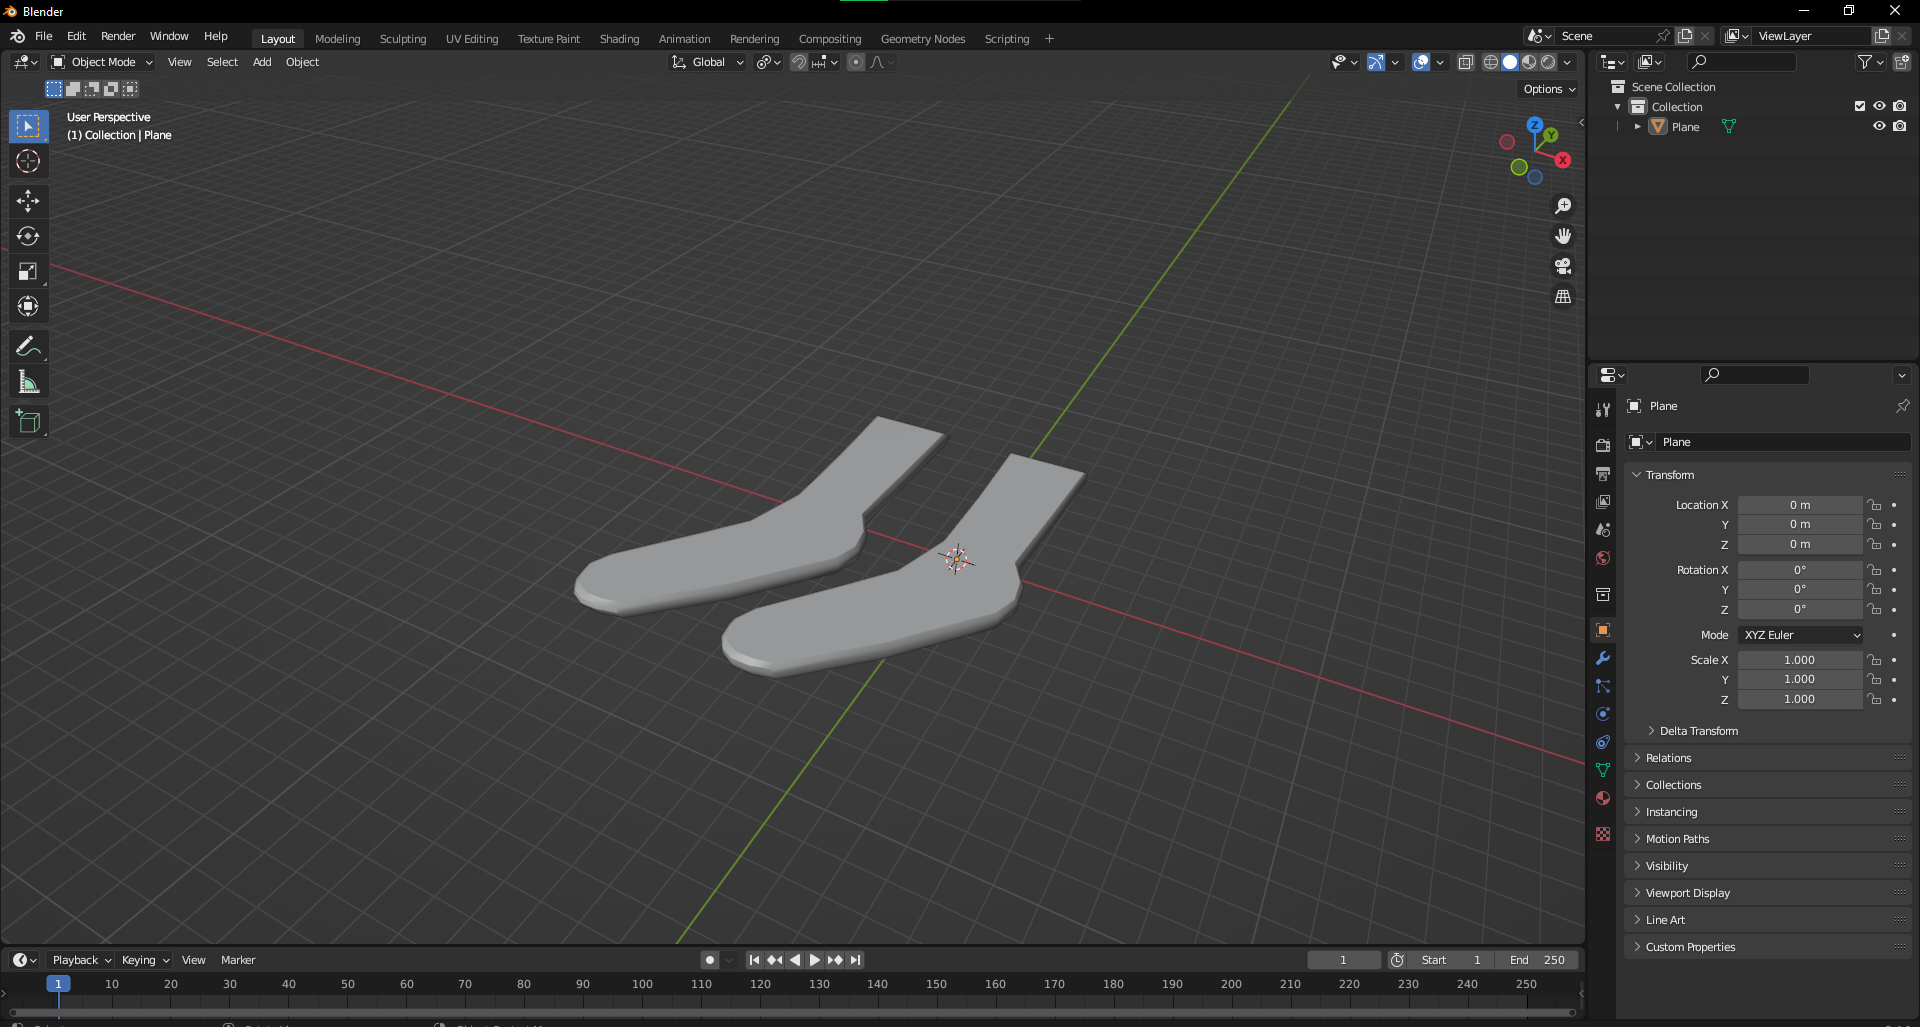 Blender
File Edit Render Window Help
Layout Modeling Sculpting UV Editing Texture Paint Shading Animation Rendering Compositing Geometry Nodes Scripting +
Scene
ViewLayer
Object Mode View Select Add Object
Global
Options
User Perspective
(1) Collection | Plane
Z
Y
X
Scene Collection
Collection
Plane
Plane
Plane
Transform
Location X 0 m
Y 0 m
Z 0 m
Rotation X 0°
Y 0°
Z 0°
Mode XYZ Euler
Scale X 1.000
Y 1.000
Z 1.000
Delta Transform
Relations
Collections
Instancing
Motion Paths
Visibility
Viewport Display
Line Art
Custom Properties
Playback Keying View Marker
1 Start 1 End 250
1 10 20 30 40 50 60 70 80 90 100 110 120 130 140 150 160 170 180 190 200 210 220 230 240 250